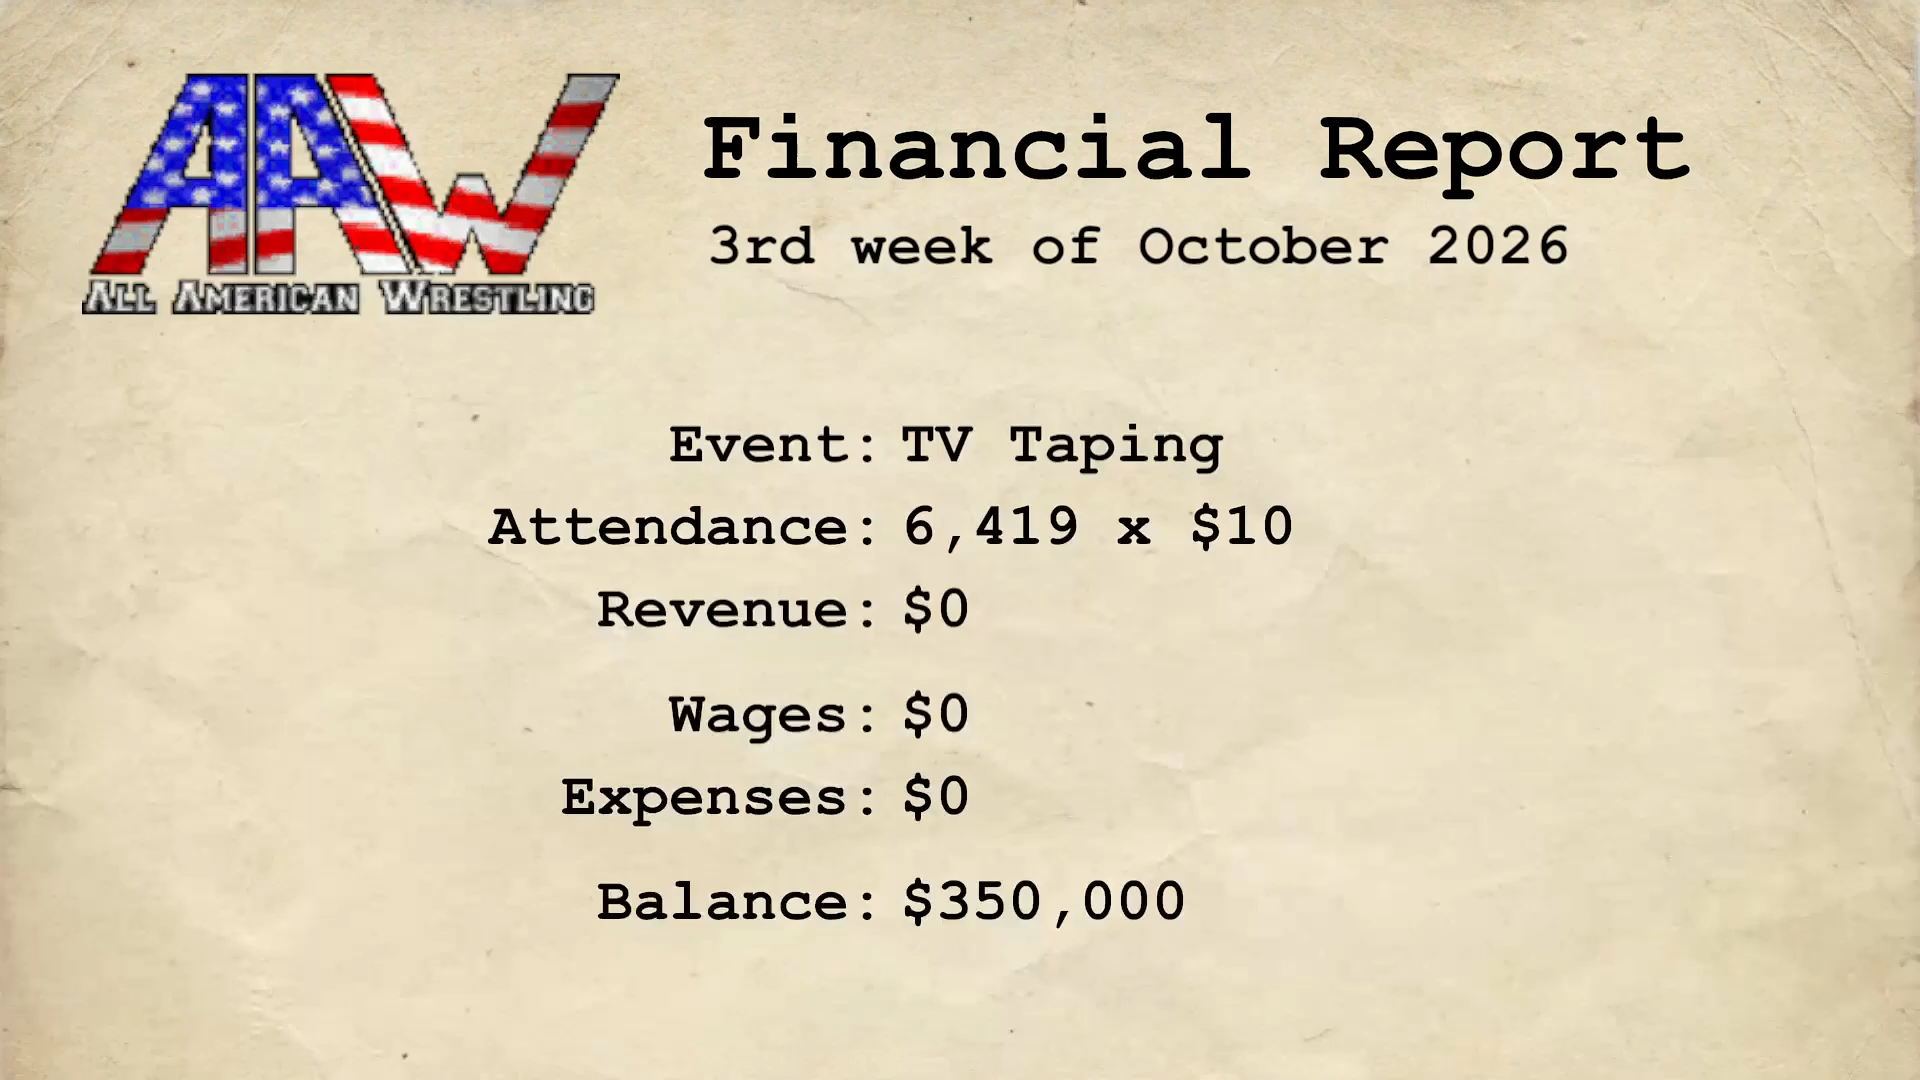 AAW
ALL AMERICAN WRESTLING
Financial Report
3rd week of October 2026
Event: TV Taping
Attendance: 6,419 x $10
Revenue: $0
Wages: $0
Expenses: $0
Balance: $350,000